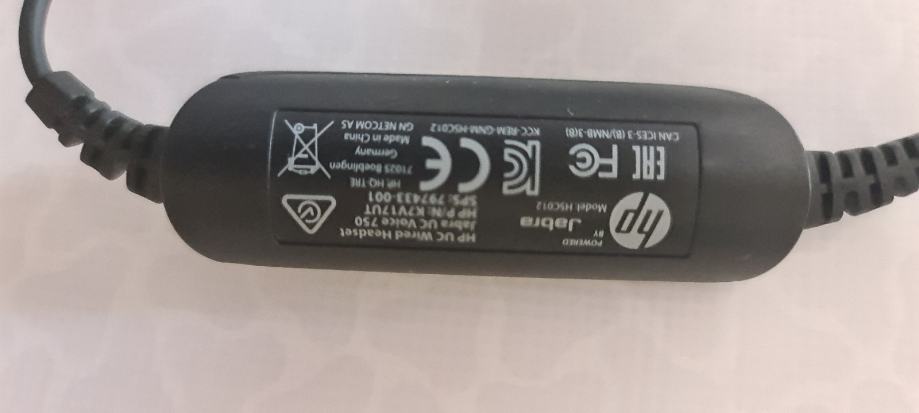 hp
POWERED
BY
Jabra
Model: HSC012
HP UC Wired Headset
Jabra UC Voice 750
HP P/N: K7V17UT
SPS: 797433-001
HP, HQ-TRE
71025 Boeblingen
Germany
Made in China
GN NETCOM AS
EAC
FC
CE
CAN ICES-3 (B)/NMB-3(B)
KCC-REM-GNM-HSC012